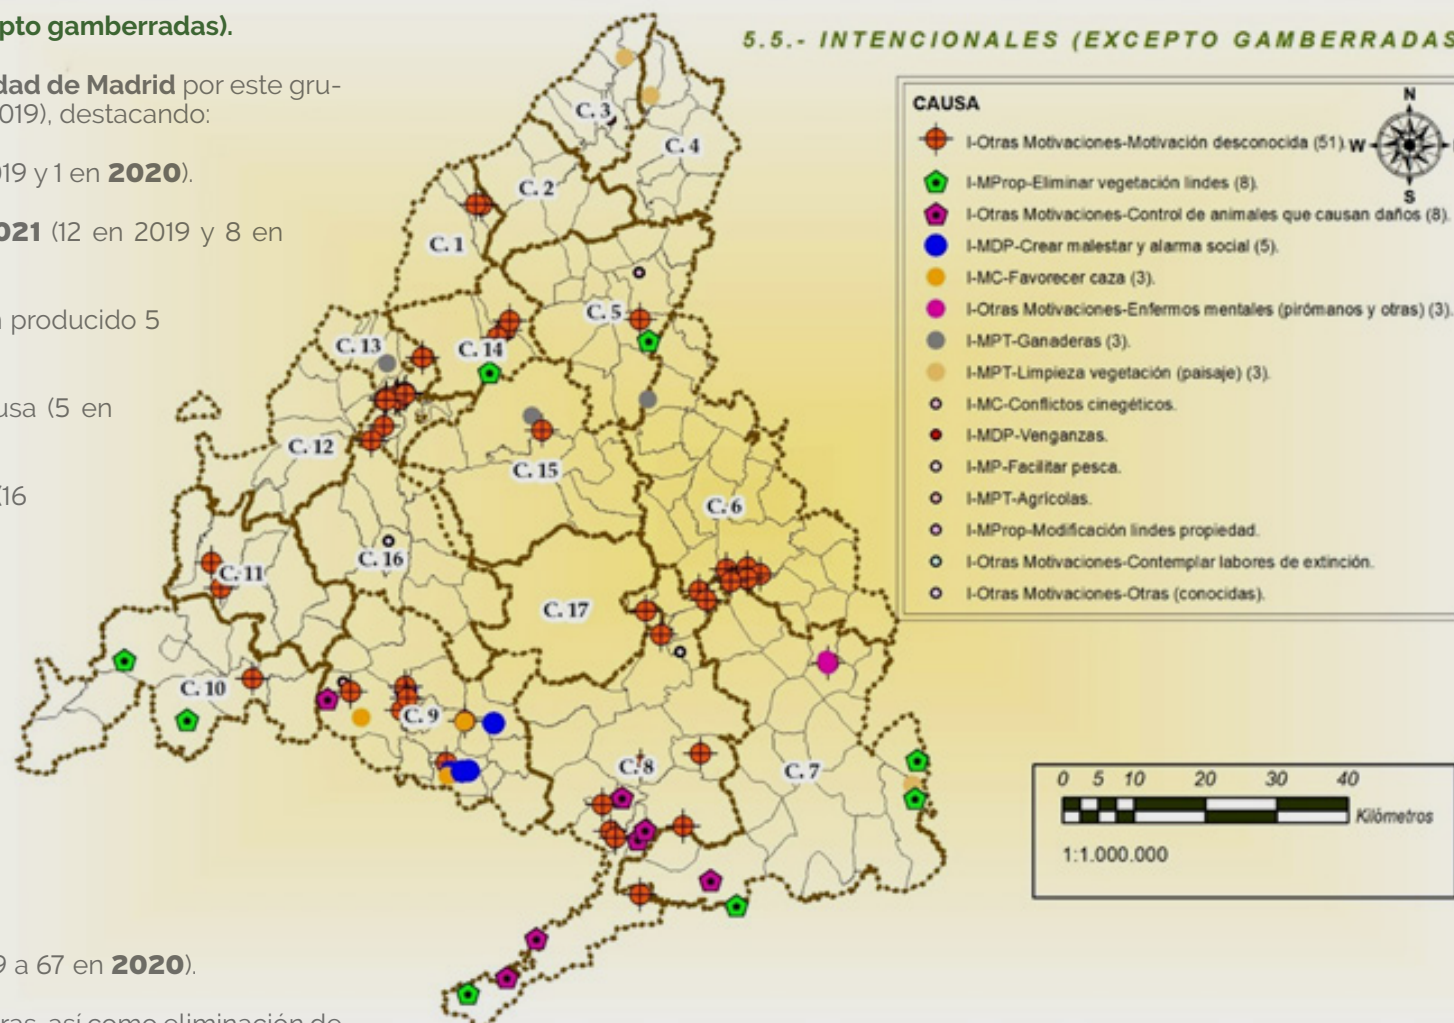 pto gamberradas).
dad de Madrid por este gru-
019), destacando:
19 y 1 en 2020).
021 (12 en 2019 y 8 en
n producido 5
usa (5 en
(16
9 a 67 en 2020).
ras, así como eliminación de
5.5.- INTENCIONALES (EXCEPTO GAMBERRADAS
CAUSA
I-Otras Motivaciones-Motivación desconocida (51).
I-MProp-Eliminar vegetación lindes (8).
I-Otras Motivaciones-Control de animales que causan daños (8).
I-MDP-Crear malestar y alarma social (5).
I-MC-Favorecer caza (3).
I-Otras Motivaciones-Enfermos mentales (pirómanos y otras) (3).
I-MPT-Ganaderas (3).
I-MPT-Limpieza vegetación (paisaje) (3).
I-MC-Conflictos cinegéticos.
I-MDP-Venganzas.
I-MP-Facilitar pesca.
I-MPT-Agrícolas.
I-MProp-Modificación lindes propiedad.
I-Otras Motivaciones-Contemplar labores de extinción.
I-Otras Motivaciones-Otras (conocidas).
N
W
S
C. 3
C. 4
C. 2
C. 1
C. 5
C. 13
C. 14
C. 12
C. 15
C. 6
C. 16
C. 11
C. 17
C. 10
C. 9
C. 8
C. 7
0 5 10 20 30 40
Kilómetros
1:1.000.000